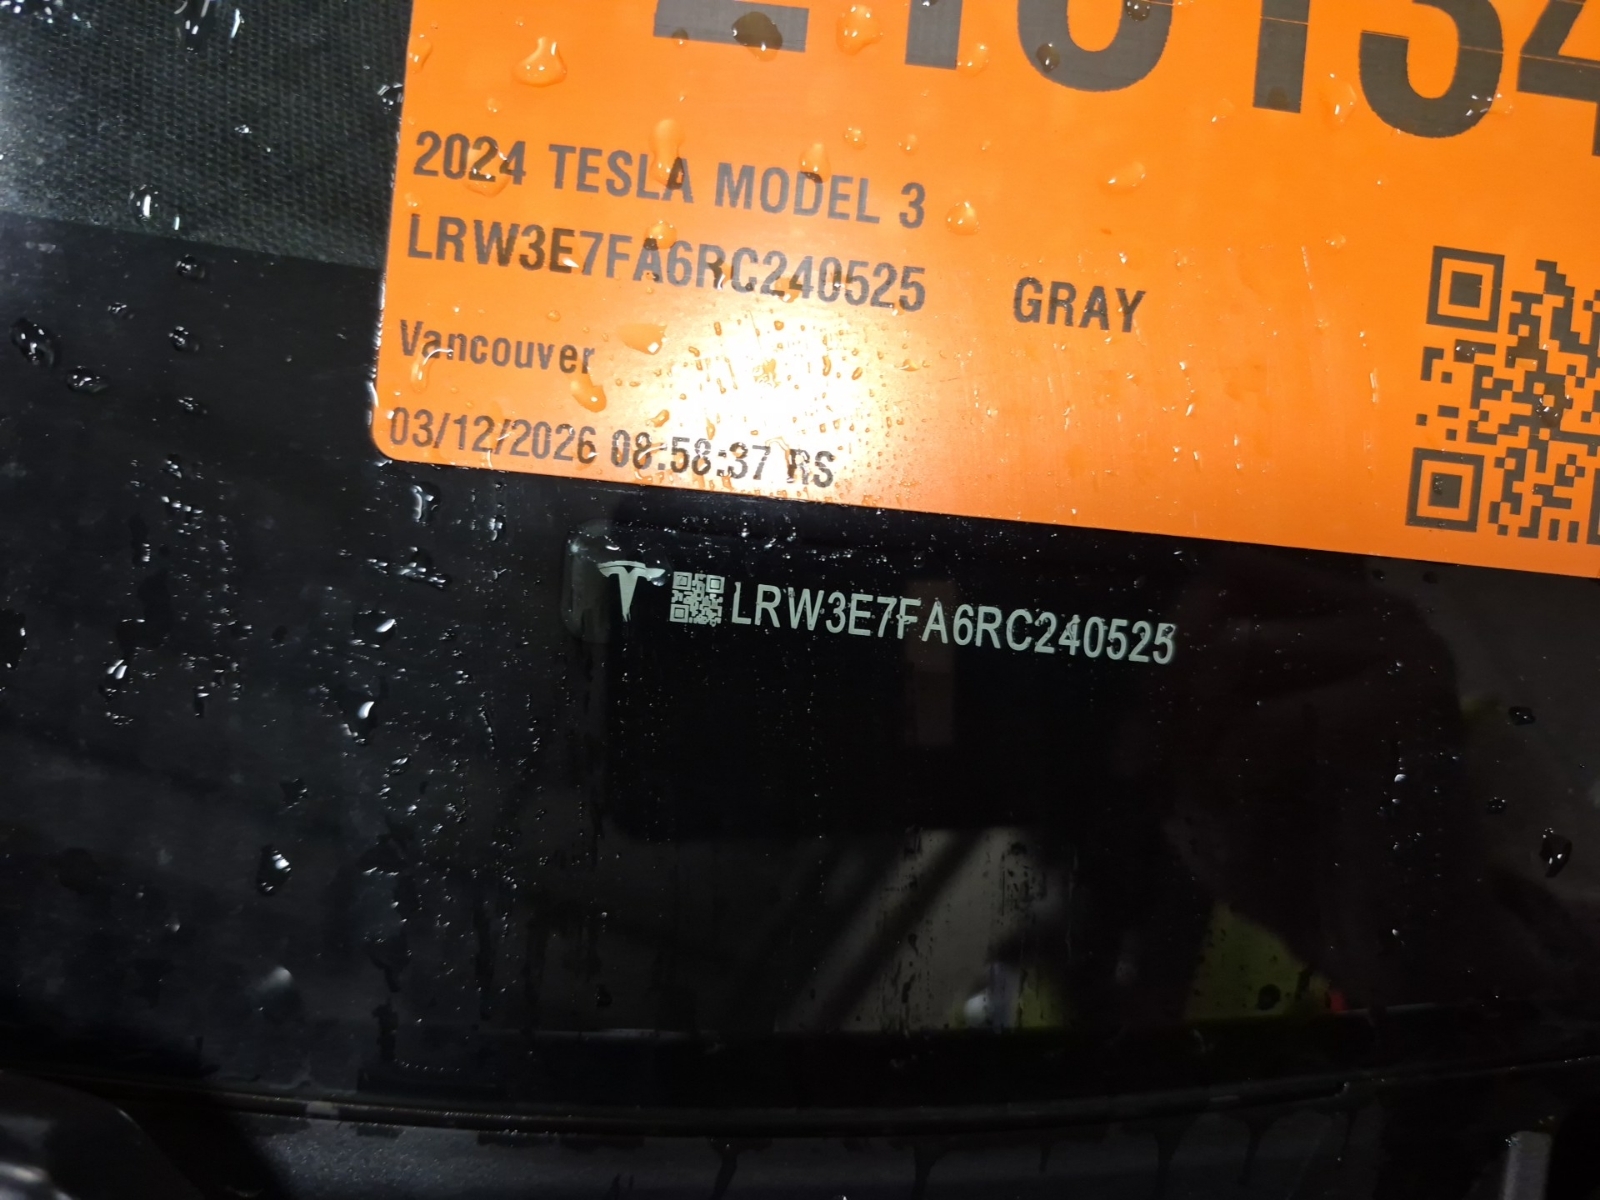 2024 TESLA MODEL 3
LRW3E7FA6RC240525 GRAY
Vancouver
03/12/2026 08:58:37 RS
LRW3E7FA6RC240525